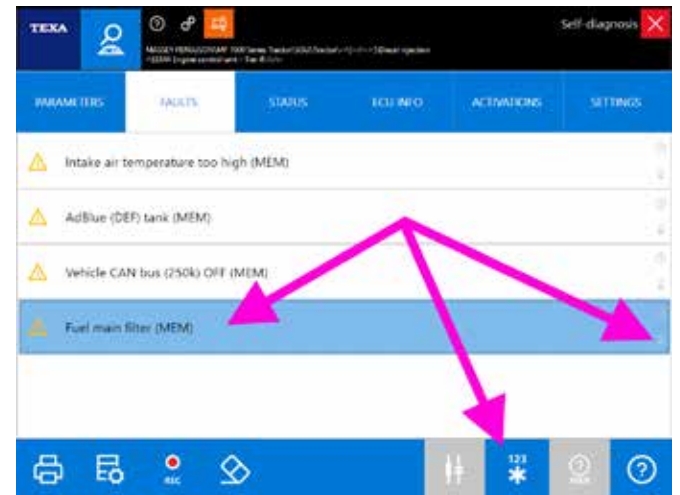 TEXA
Self-diagnosis
PARAMETERS
FAULTS
STATUS
ECU INFO
ACTIVATIONS
SETTINGS
Intake air temperature too high (MEM)
AdBlue (DEF) tank (MEM)
Vehicle CAN bus (250k) OFF (MEM)
Fuel main filter (MEM)
REC
123